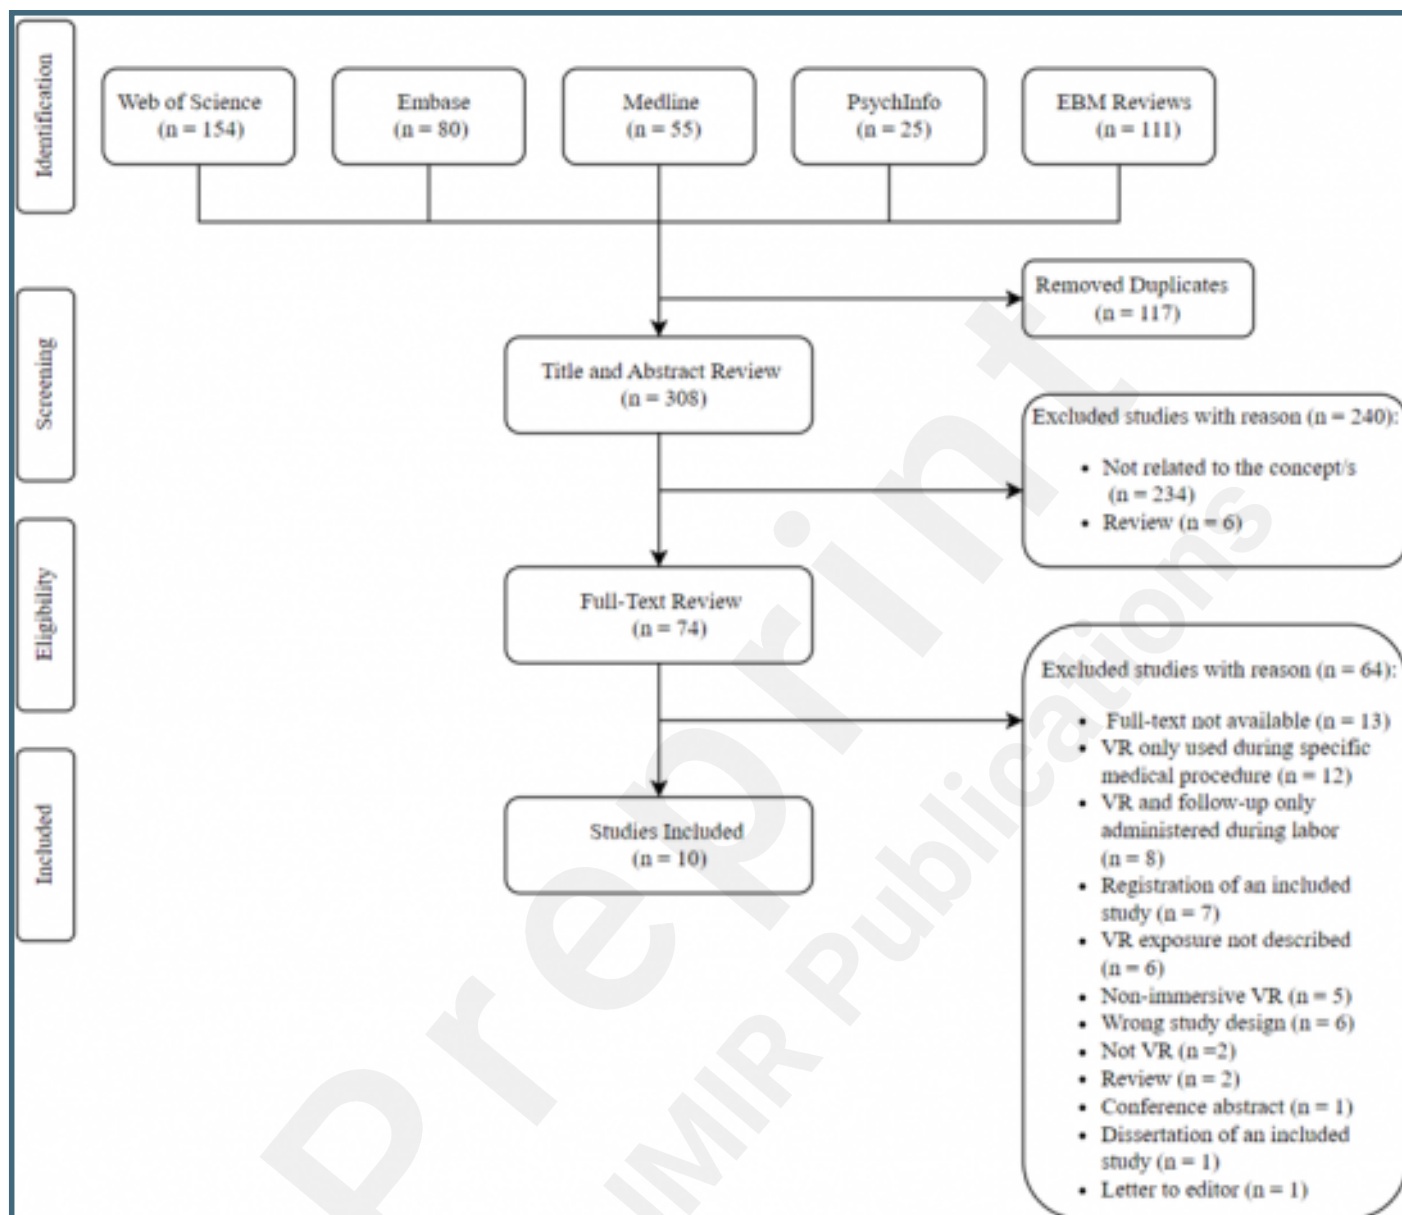 Identification
Web of Science
(n = 154)
Embase
(n = 80)
Medline
(n = 55)
PsychInfo
(n = 25)
EBM Reviews
(n = 111)
Removed Duplicates
(n = 117)
Screening
Title and Abstract Review
(n = 308)
Excluded studies with reason (n = 240):
• Not related to the concept/s
(n = 234)
• Review (n = 6)
Eligibility
Full-Text Review
(n = 74)
Excluded studies with reason (n = 64):
• Full-text not available (n = 13)
• VR only used during specific
medical procedure (n = 12)
• VR and follow-up only
administered during labor
(n = 8)
• Registration of an included
study (n = 7)
• VR exposure not described
(n = 6)
• Non-immersive VR (n = 5)
• Wrong study design (n = 6)
• Not VR (n =2)
• Review (n = 2)
• Conference abstract (n = 1)
• Dissertation of an included
study (n = 1)
• Letter to editor (n = 1)
Included
Studies Included
(n = 10)
Preprint
JMIR Publications